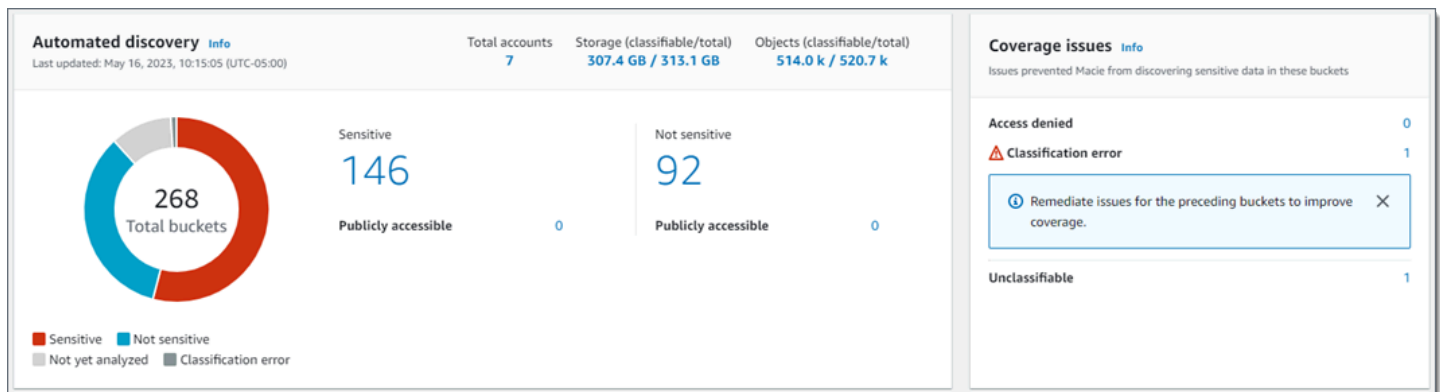 Automated discovery Info
Last updated: May 16, 2023, 10:15:05 (UTC-05:00)
Total accounts
7
Storage (classifiable/total)
307.4 GB / 313.1 GB
Objects (classifiable/total)
514.0 k / 520.7 k
268
Total buckets
Sensitive
146
Publicly accessible 0
Not sensitive
92
Publicly accessible 0
Sensitive Not sensitive
Not yet analyzed Classification error
Coverage issues Info
Issues prevented Macie from discovering sensitive data in these buckets
Access denied 0
Classification error 1
Remediate issues for the preceding buckets to improve
coverage.
Unclassifiable 1